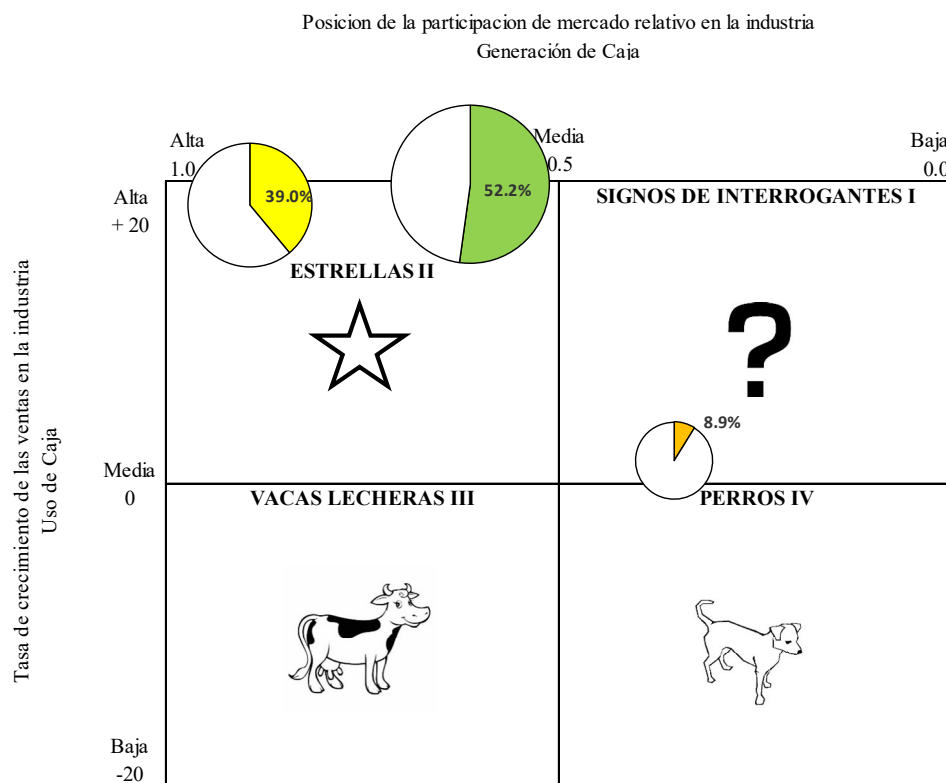 Posicion de la participacion de mercado relativo en la industria
Generación de Caja
Alta
1.0
Media
0.5
Baja
0.0
Alta
+ 20
39.0%
52.2%
SIGNOS DE INTERROGANTES I
ESTRELLAS II
?
8.9%
Tasa de crecimiento de las ventas en la industria
Uso de Caja
Media
0
VACAS LECHERAS III
PERROS IV
Baja
-20